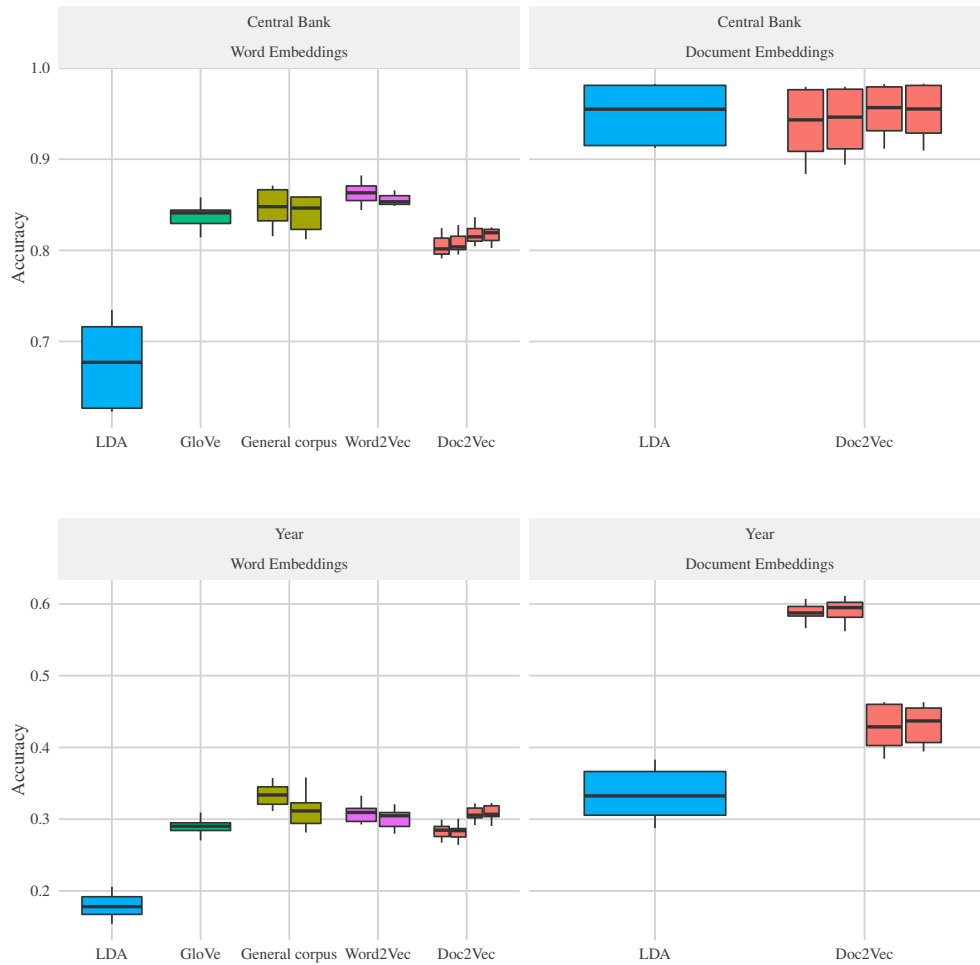 Central Bank
Word Embeddings
Central Bank
Document Embeddings
1.0
0.9
0.8
0.7
Accuracy
LDA GloVe General corpus Word2Vec Doc2Vec
LDA Doc2Vec
Year
Word Embeddings
Year
Document Embeddings
0.6
0.5
0.4
0.3
0.2
Accuracy
LDA GloVe General corpus Word2Vec Doc2Vec
LDA Doc2Vec